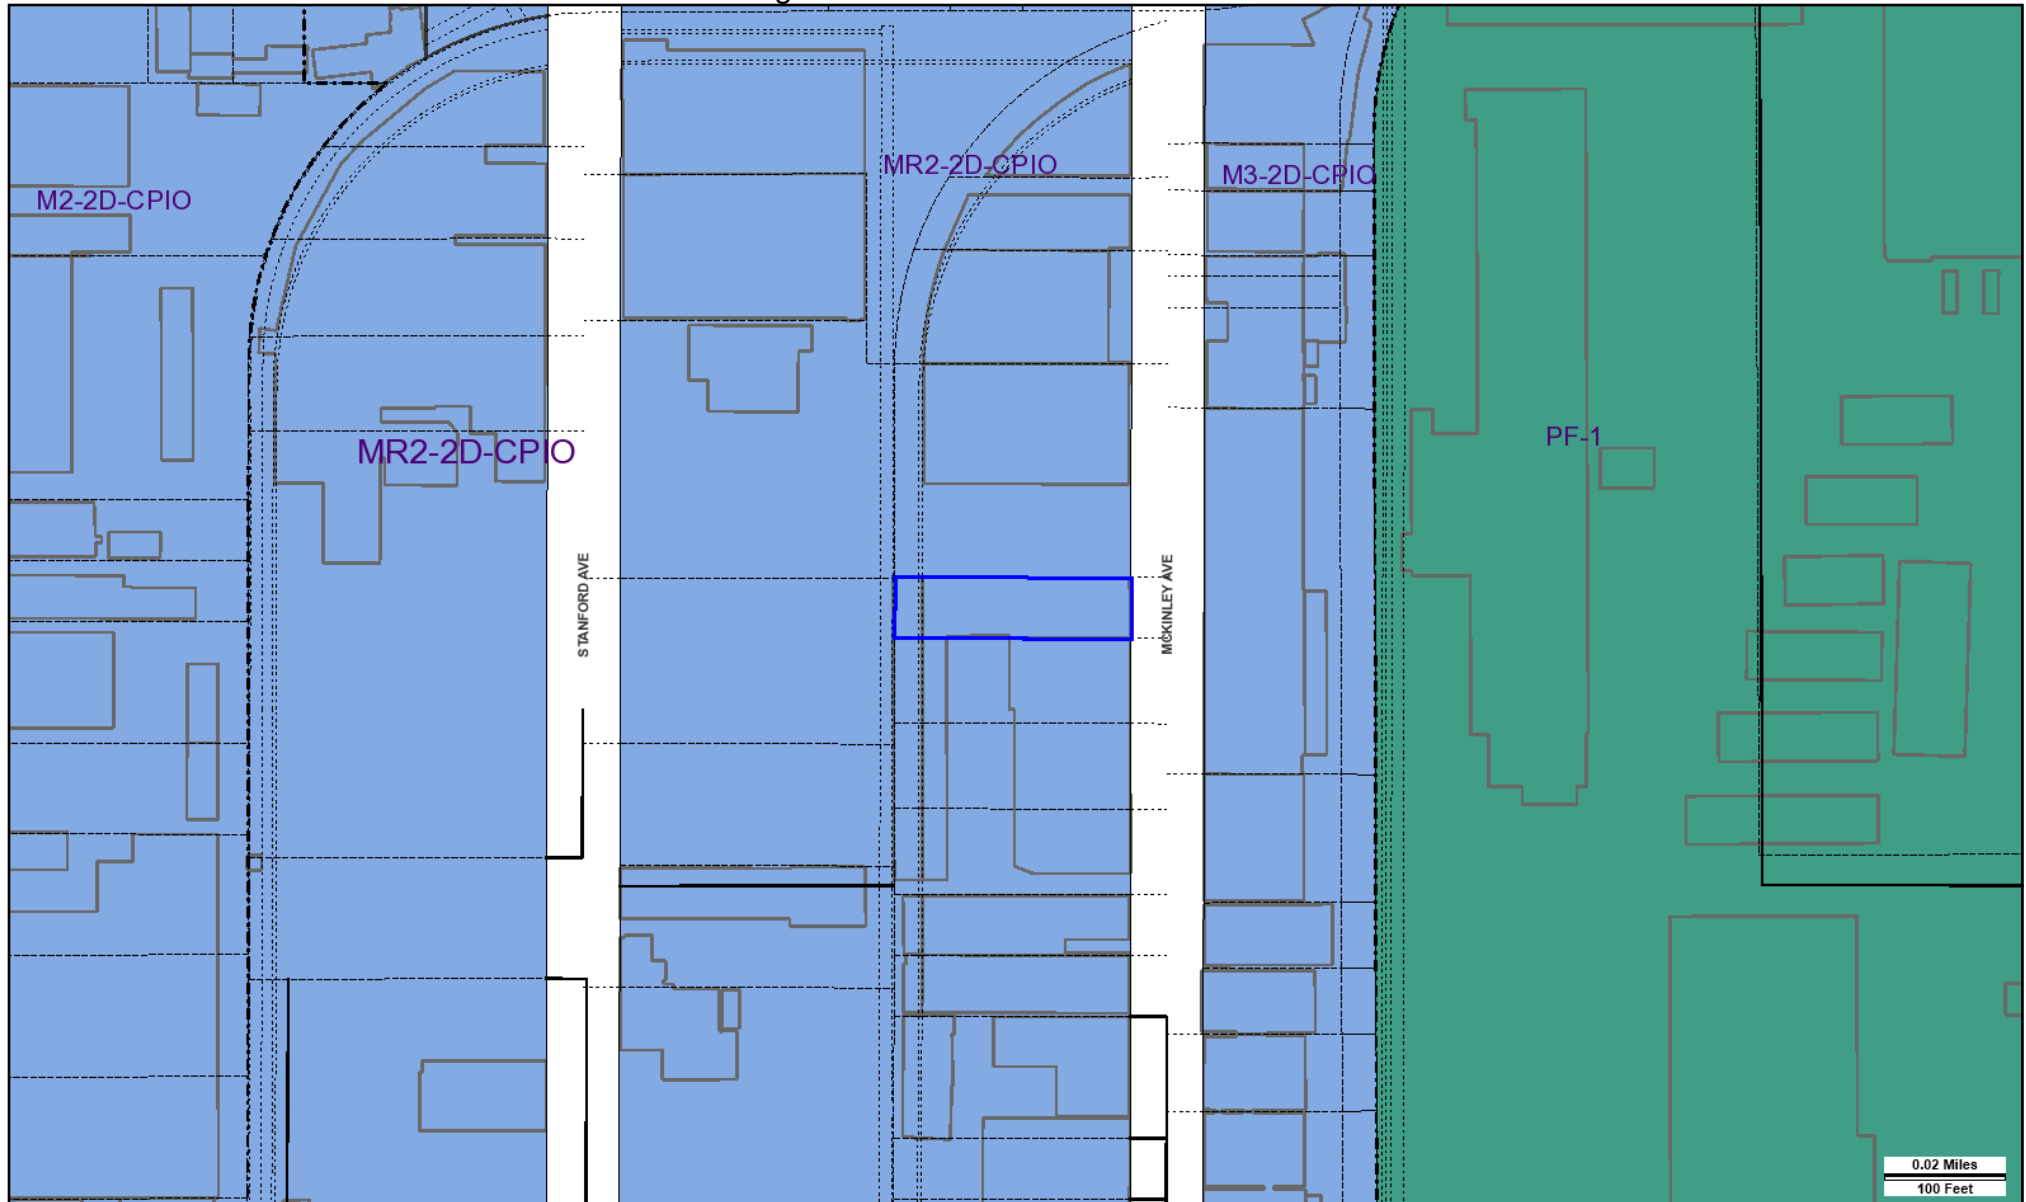 MR2-2D-CPIO
M3-2D-CPIO
M2-2D-CPIO
PF-1
MR2-2D-CPIO
STANFORD AVE
MCKINLEY AVE
0.02 Miles
100 Feet